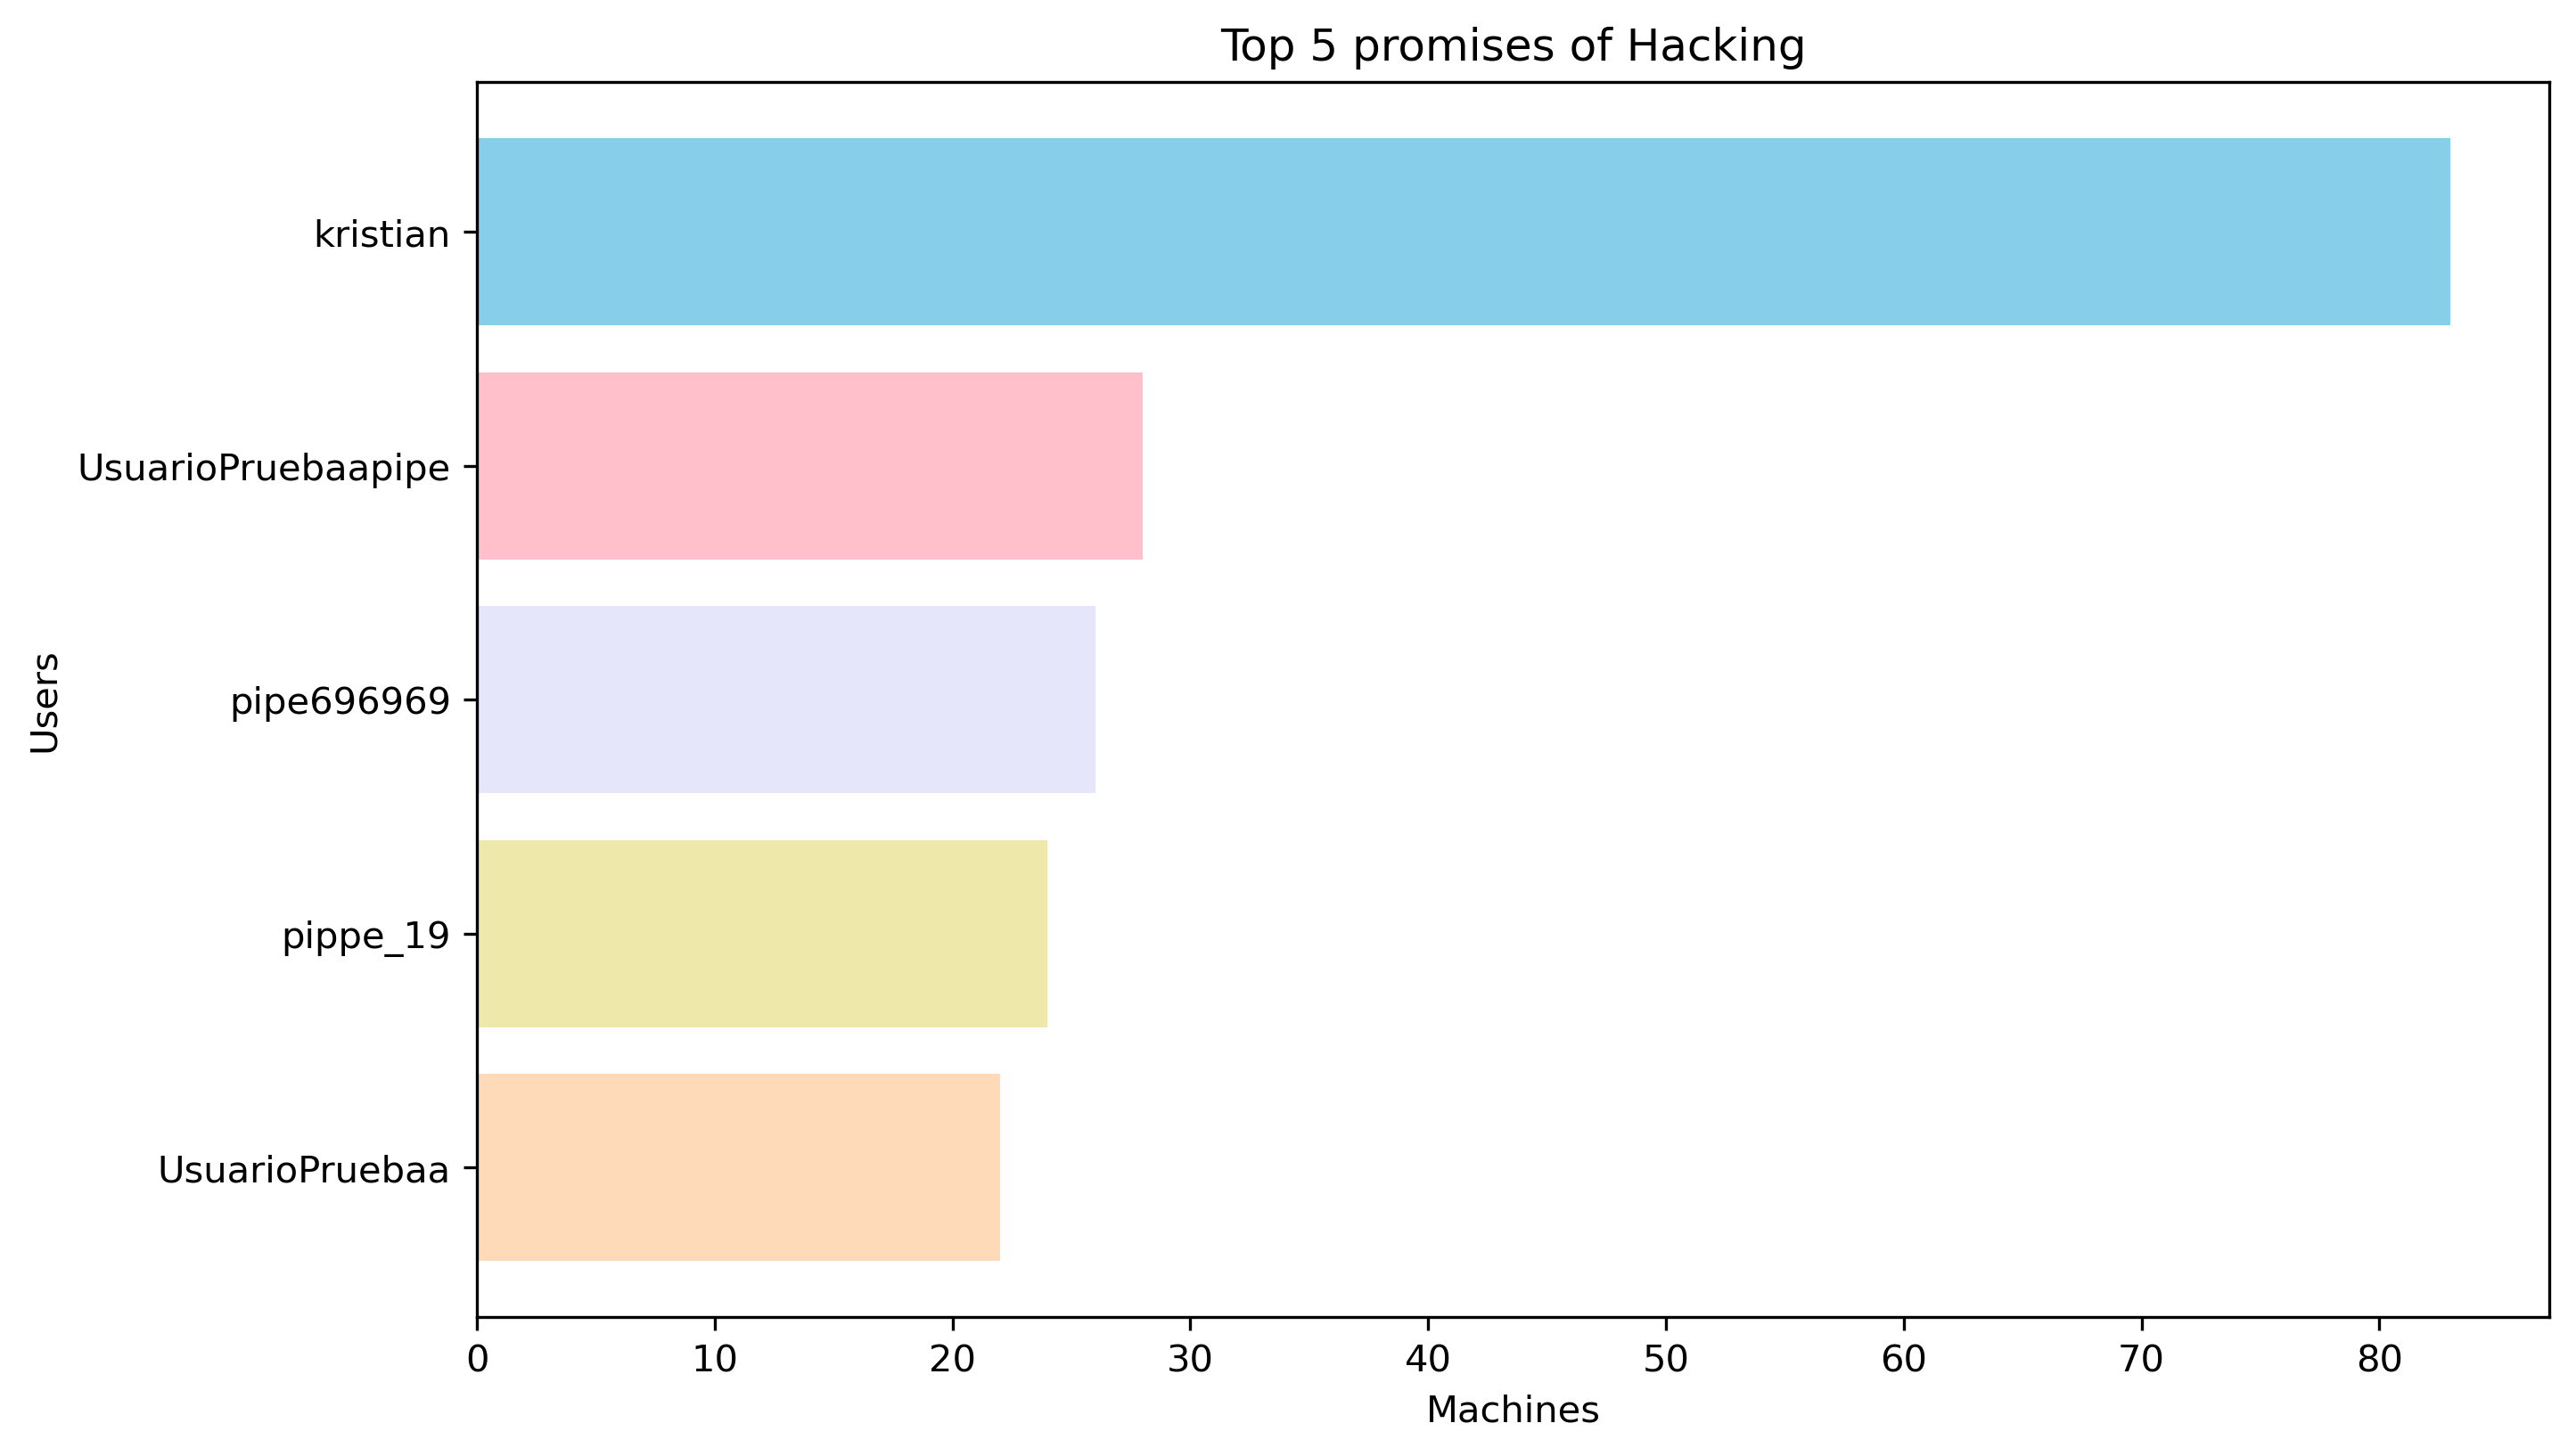 Top 5 promises of Hacking
Users
kristian
UsuarioPruebaapipe
pipe696969
pippe_19
UsuarioPruebaa
0 10 20 30 40 50 60 70 80
Machines